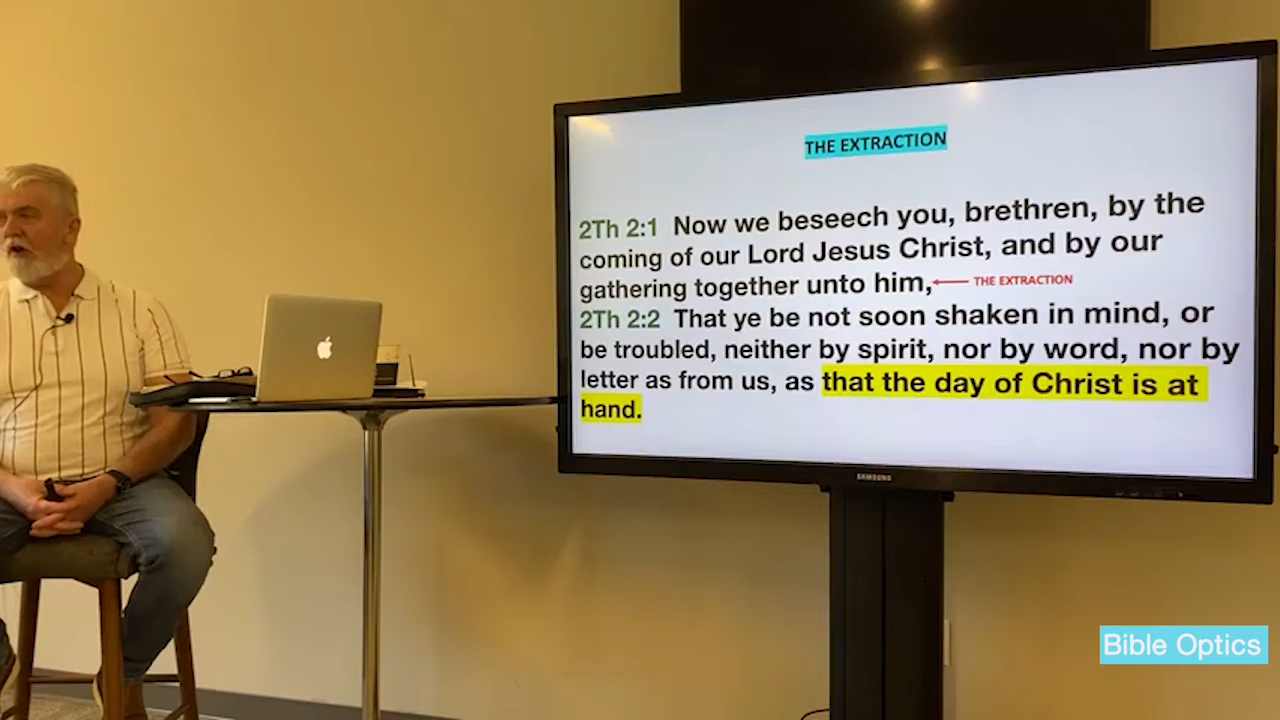 THE EXTRACTION
2Th 2:1 Now we beseech you, brethren, by the
coming of our Lord Jesus Christ, and by our
gathering together unto him,
THE EXTRACTION
2Th 2:2 That ye be not soon shaken in mind, or
be troubled, neither by spirit, nor by word, nor by
letter as from us, as that the day of Christ is at
hand.
SAMSUNG
Bible Optics